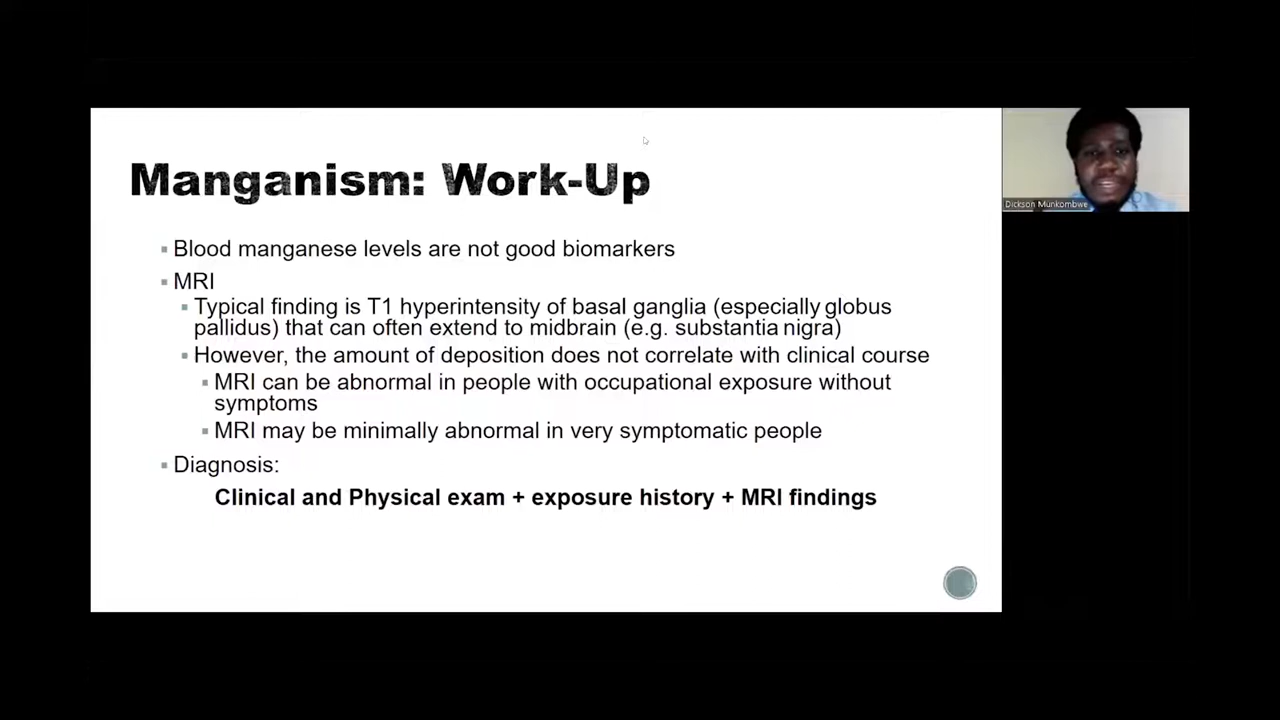 Manganism: Work-Up
Blood manganese levels are not good biomarkers
MRI
Typical finding is T1 hyperintensity of basal ganglia (especially globus
pallidus) that can often extend to midbrain (e.g. substantia nigra)
However, the amount of deposition does not correlate with clinical course
MRI can be abnormal in people with occupational exposure without
symptoms
MRI may be minimally abnormal in very symptomatic people
Diagnosis:
Clinical and Physical exam + exposure history + MRI findings
Dickson Munkombwe